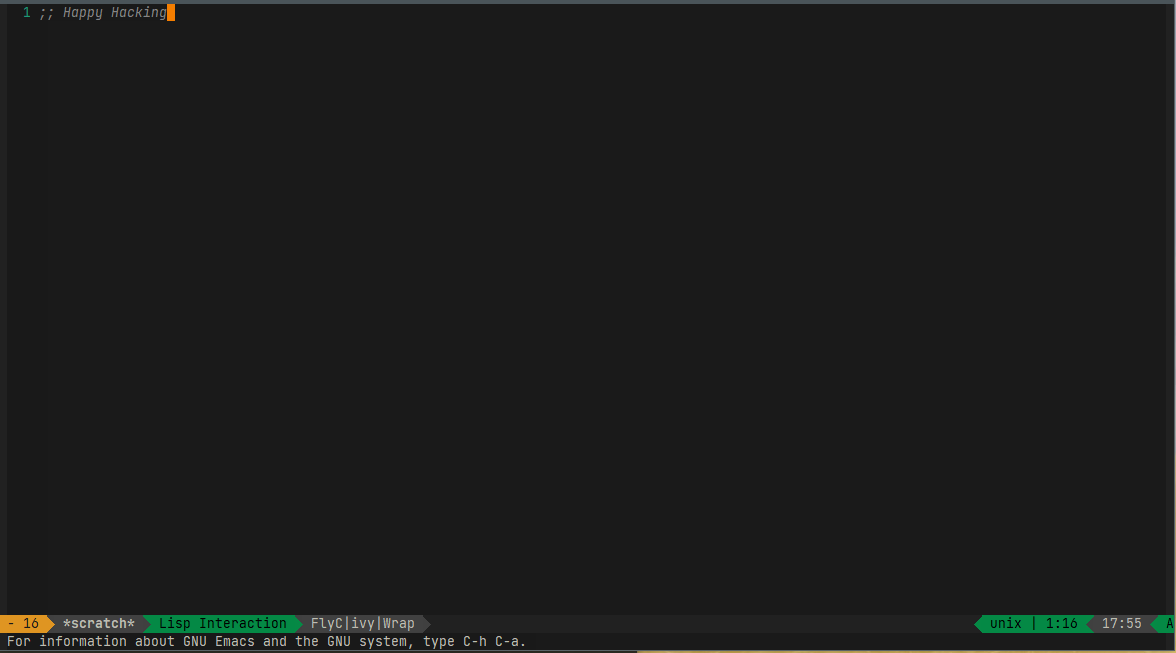 1 ;; Happy Hacking
- 16 *scratch* Lisp Interaction FlyC|ivy|Wrap unix | 1:16 17:55 A
For information about GNU Emacs and the GNU system, type C-h C-a.